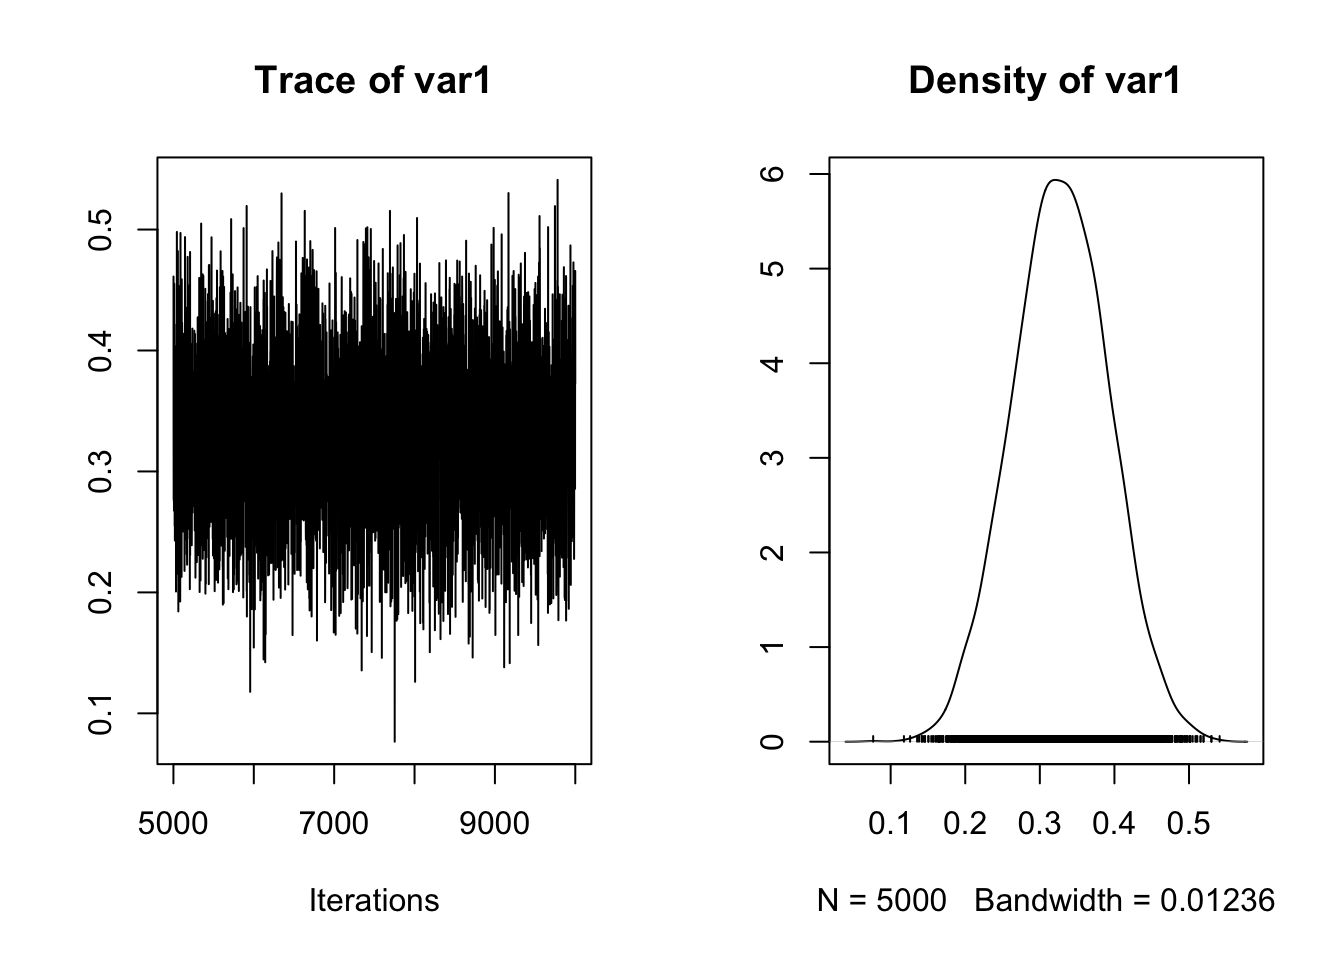 Trace of var1
0.5
0.4
0.3
0.2
0.1
5000 7000 9000
Iterations
Density of var1
6
5
4
3
2
1
0
0.1 0.2 0.3 0.4 0.5
N = 5000 Bandwidth = 0.01236